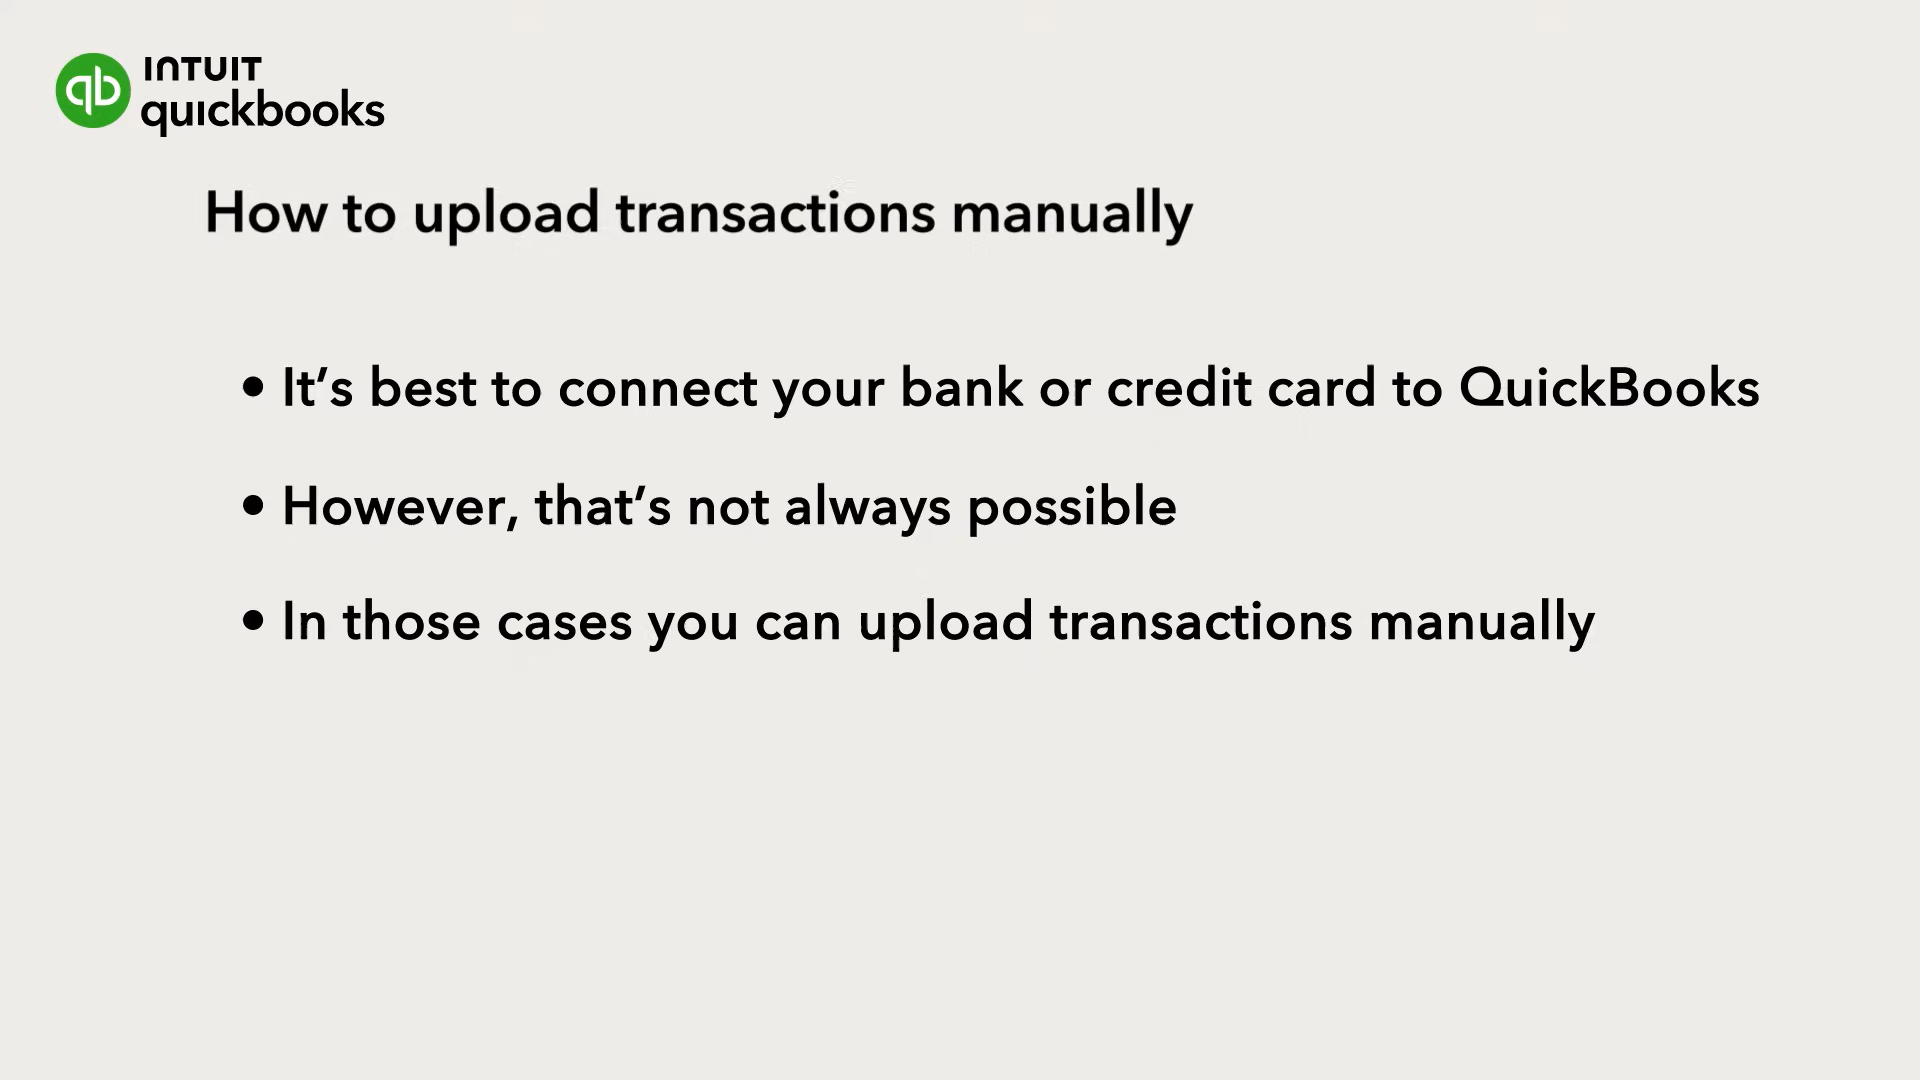 INTUIT
quickbooks
How to upload transactions manually
• It’s best to connect your bank or credit card to QuickBooks
• However, that’s not always possible
• In those cases you can upload transactions manually